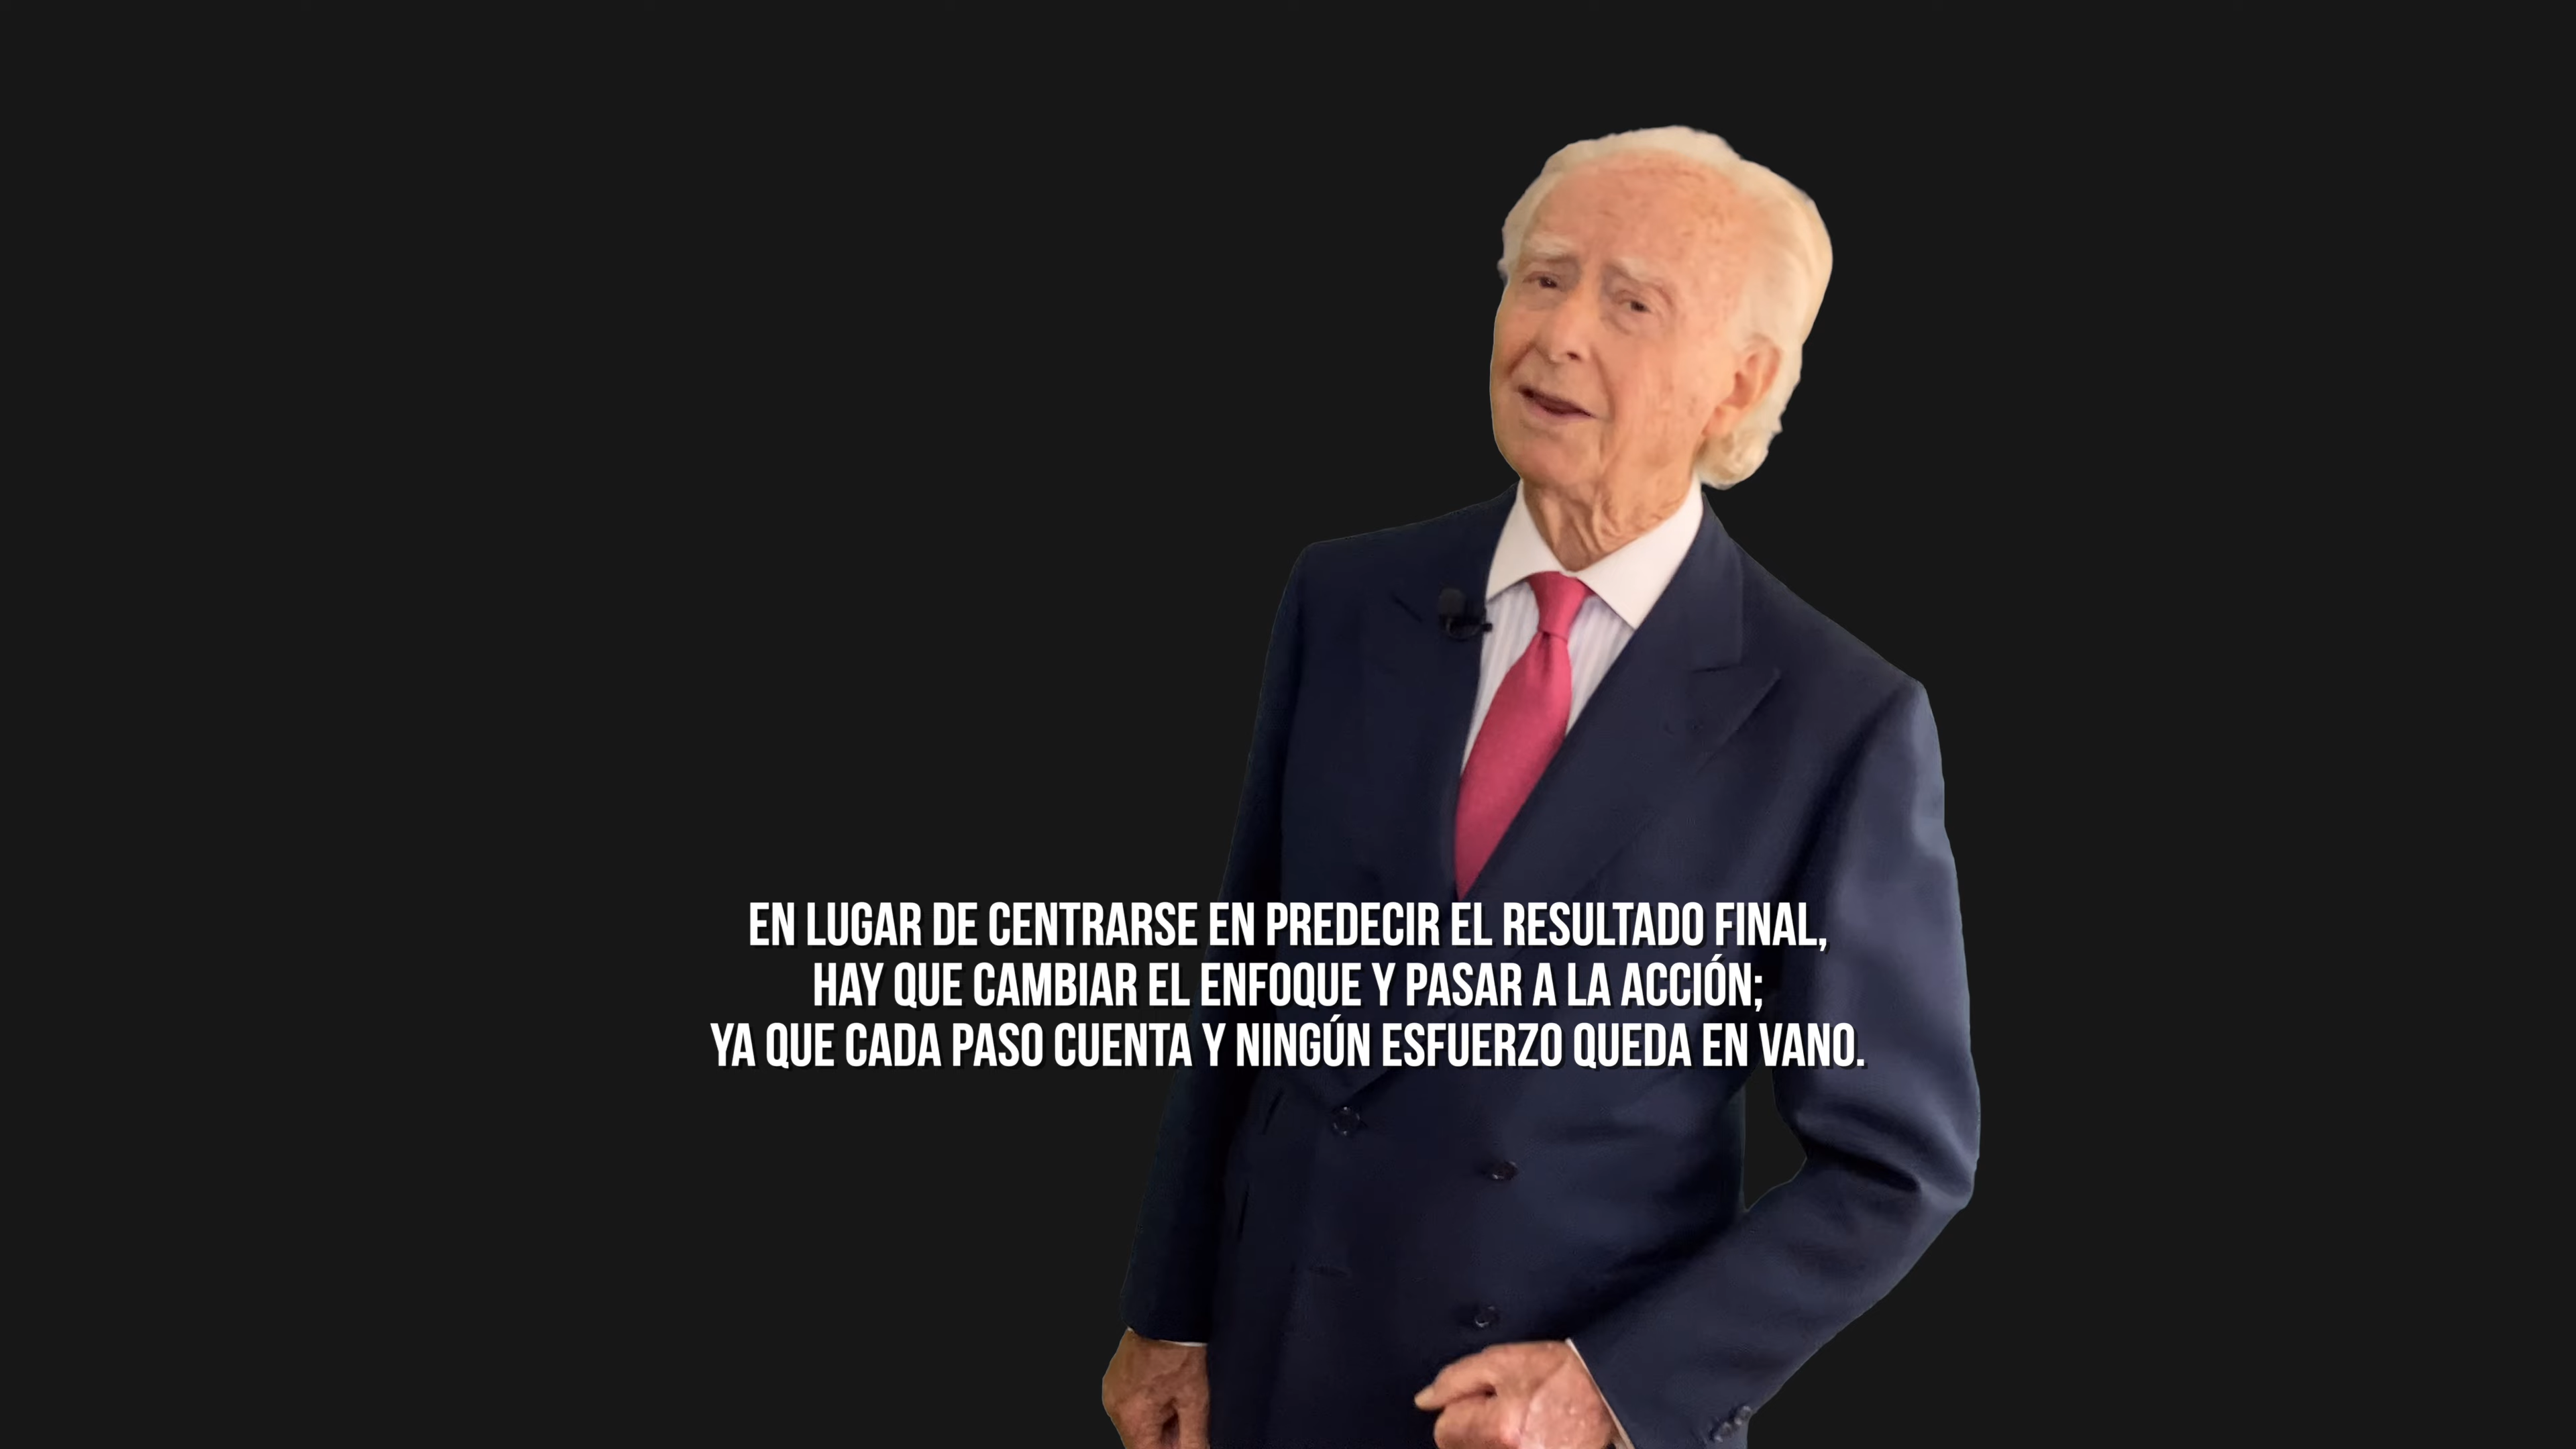 EN LUGAR DE CENTRARSE EN PREDECIR EL RESULTADO FINAL,
HAY QUE CAMBIAR EL ENFOQUE Y PASAR A LA ACCIÓN;
YA QUE CADA PASO CUENTA Y NINGÚN ESFUERZO QUEDA EN VANO.